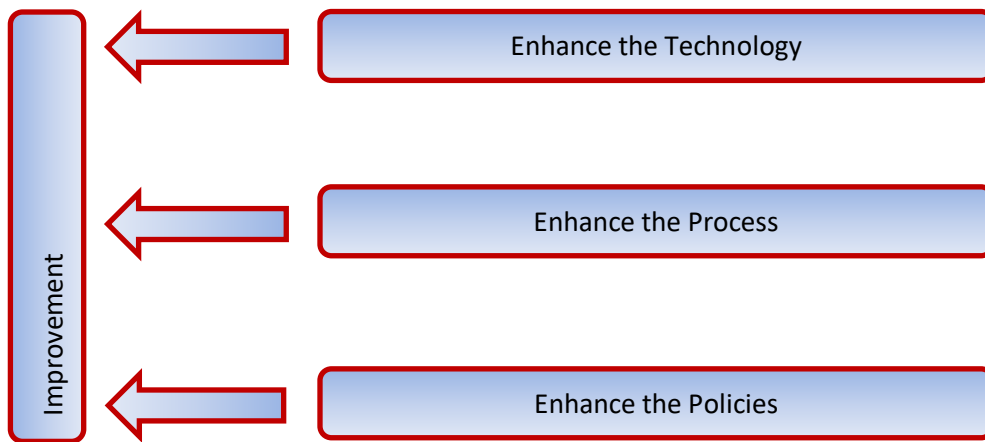 Enhance the Technology
Enhance the Process
Improvement
Enhance the Policies